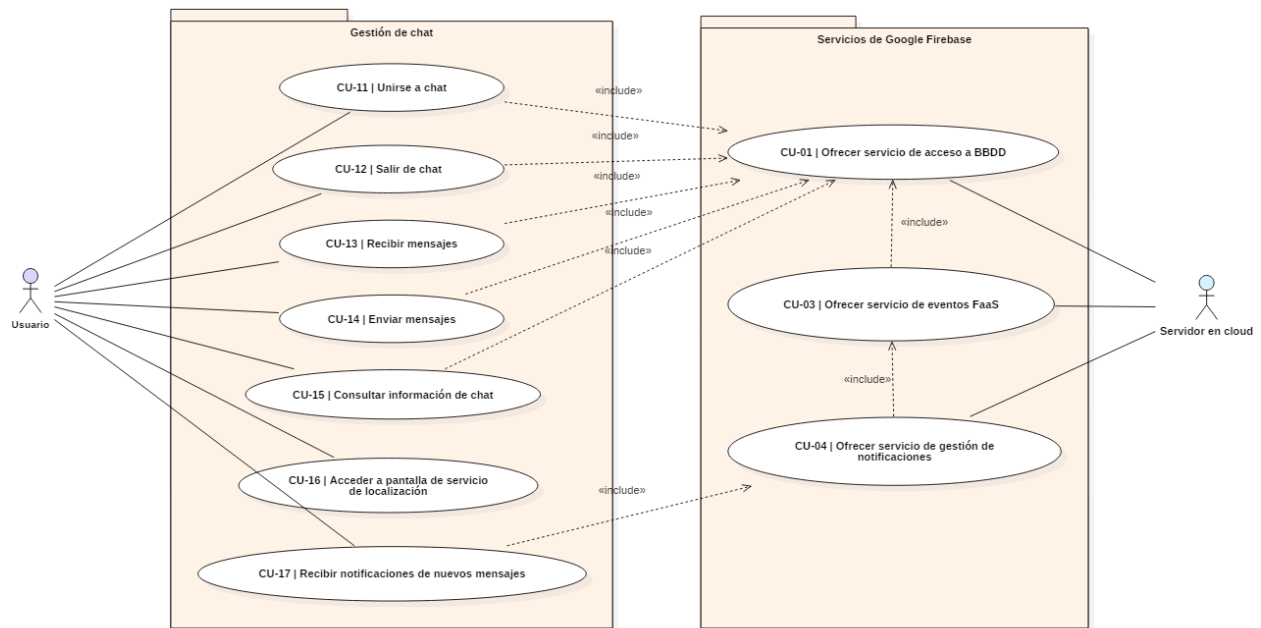 Gestión de chat
Servicios de Google Firebase
CU-11 | Unirse a chat
«include»
CU-12 | Salir de chat
«include»
CU-01 | Ofrecer servicio de acceso a BBDD
«include»
CU-13 | Recibir mensajes
«include»
«include»
«include»
CU-14 | Enviar mensajes
CU-03 | Ofrecer servicio de eventos FaaS
Usuario
Servidor en cloud
CU-15 | Consultar información de chat
«include»
CU-04 | Ofrecer servicio de gestión de
notificaciones
CU-16 | Acceder a pantalla de servicio
de localización
«include»
CU-17 | Recibir notificaciones de nuevos mensajes